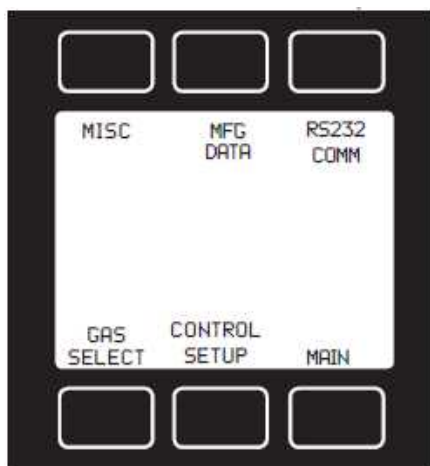 MISC
MFG
DATA
RS232
COMM
GAS
SELECT
CONTROL
SETUP
MAIN